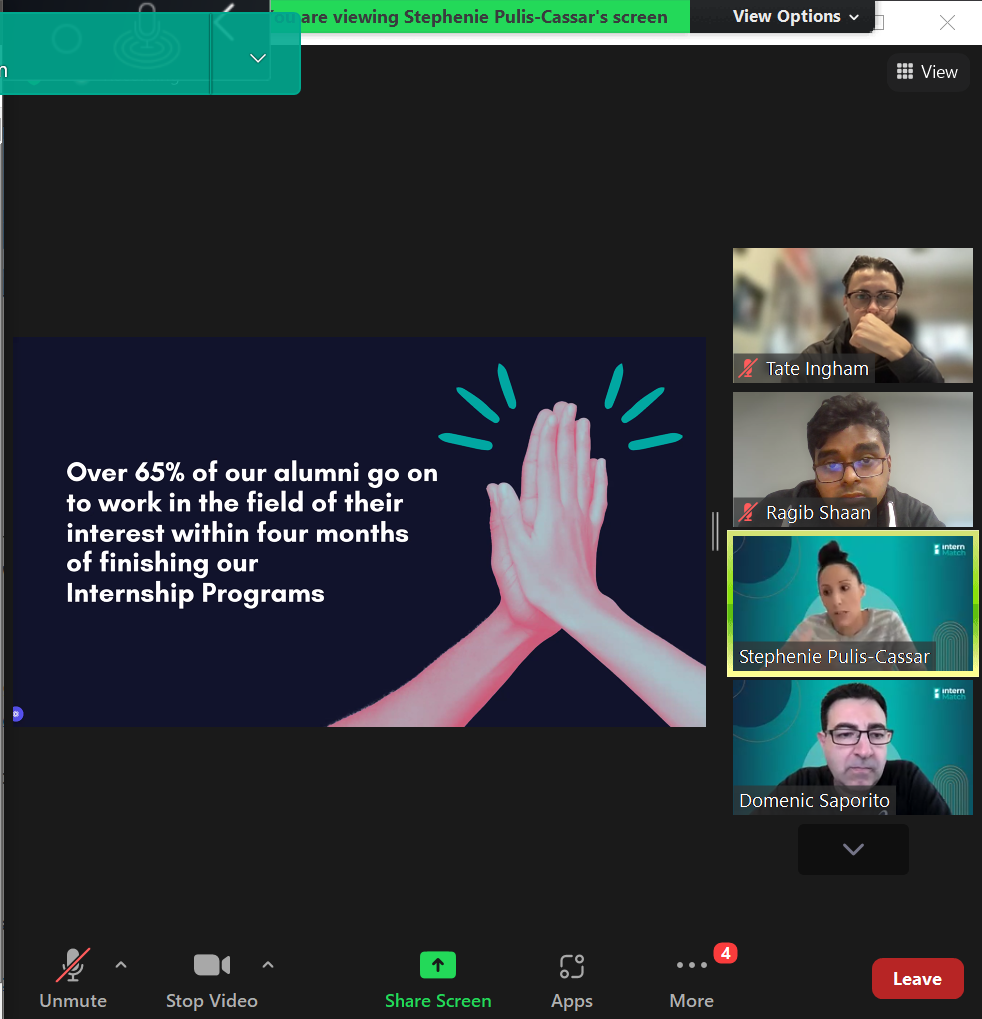 You are viewing Stephenie Pulis-Cassar's screen
View Options
View
Tate Ingham
Over 65% of our alumni go on
to work in the field of their
interest within four months
of finishing our
Internship Programs
Ragib Shaan
intern
Match
Stephenie Pulis-Cassar
intern
Match
Domenic Saporito
4
Unmute
Stop Video
Share Screen
Apps
More
Leave